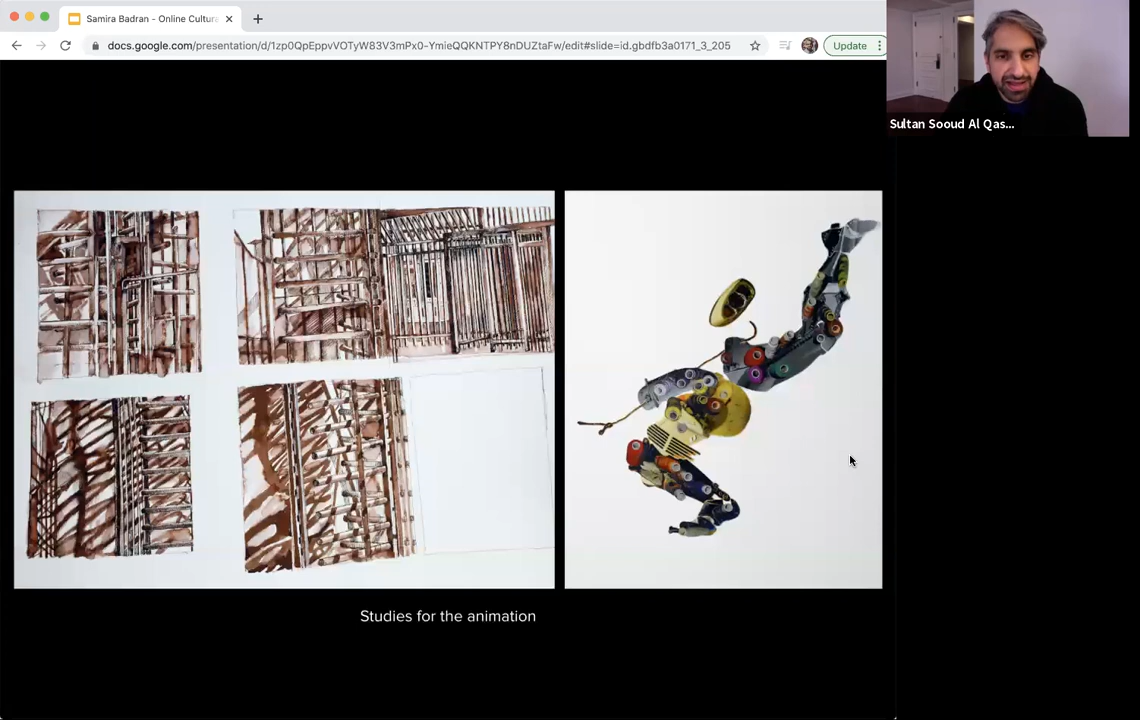 Samira Badran - Online Cultura
docs.google.com/presentation/d/1zp0QpEppvVOTyW83V3mPx0-YmieQQKNTPY8nDUZtaFw/edit#slide=id.gbdfb3a0171_3_205
Update
Sultan Sooud Al Qas...
Studies for the animation